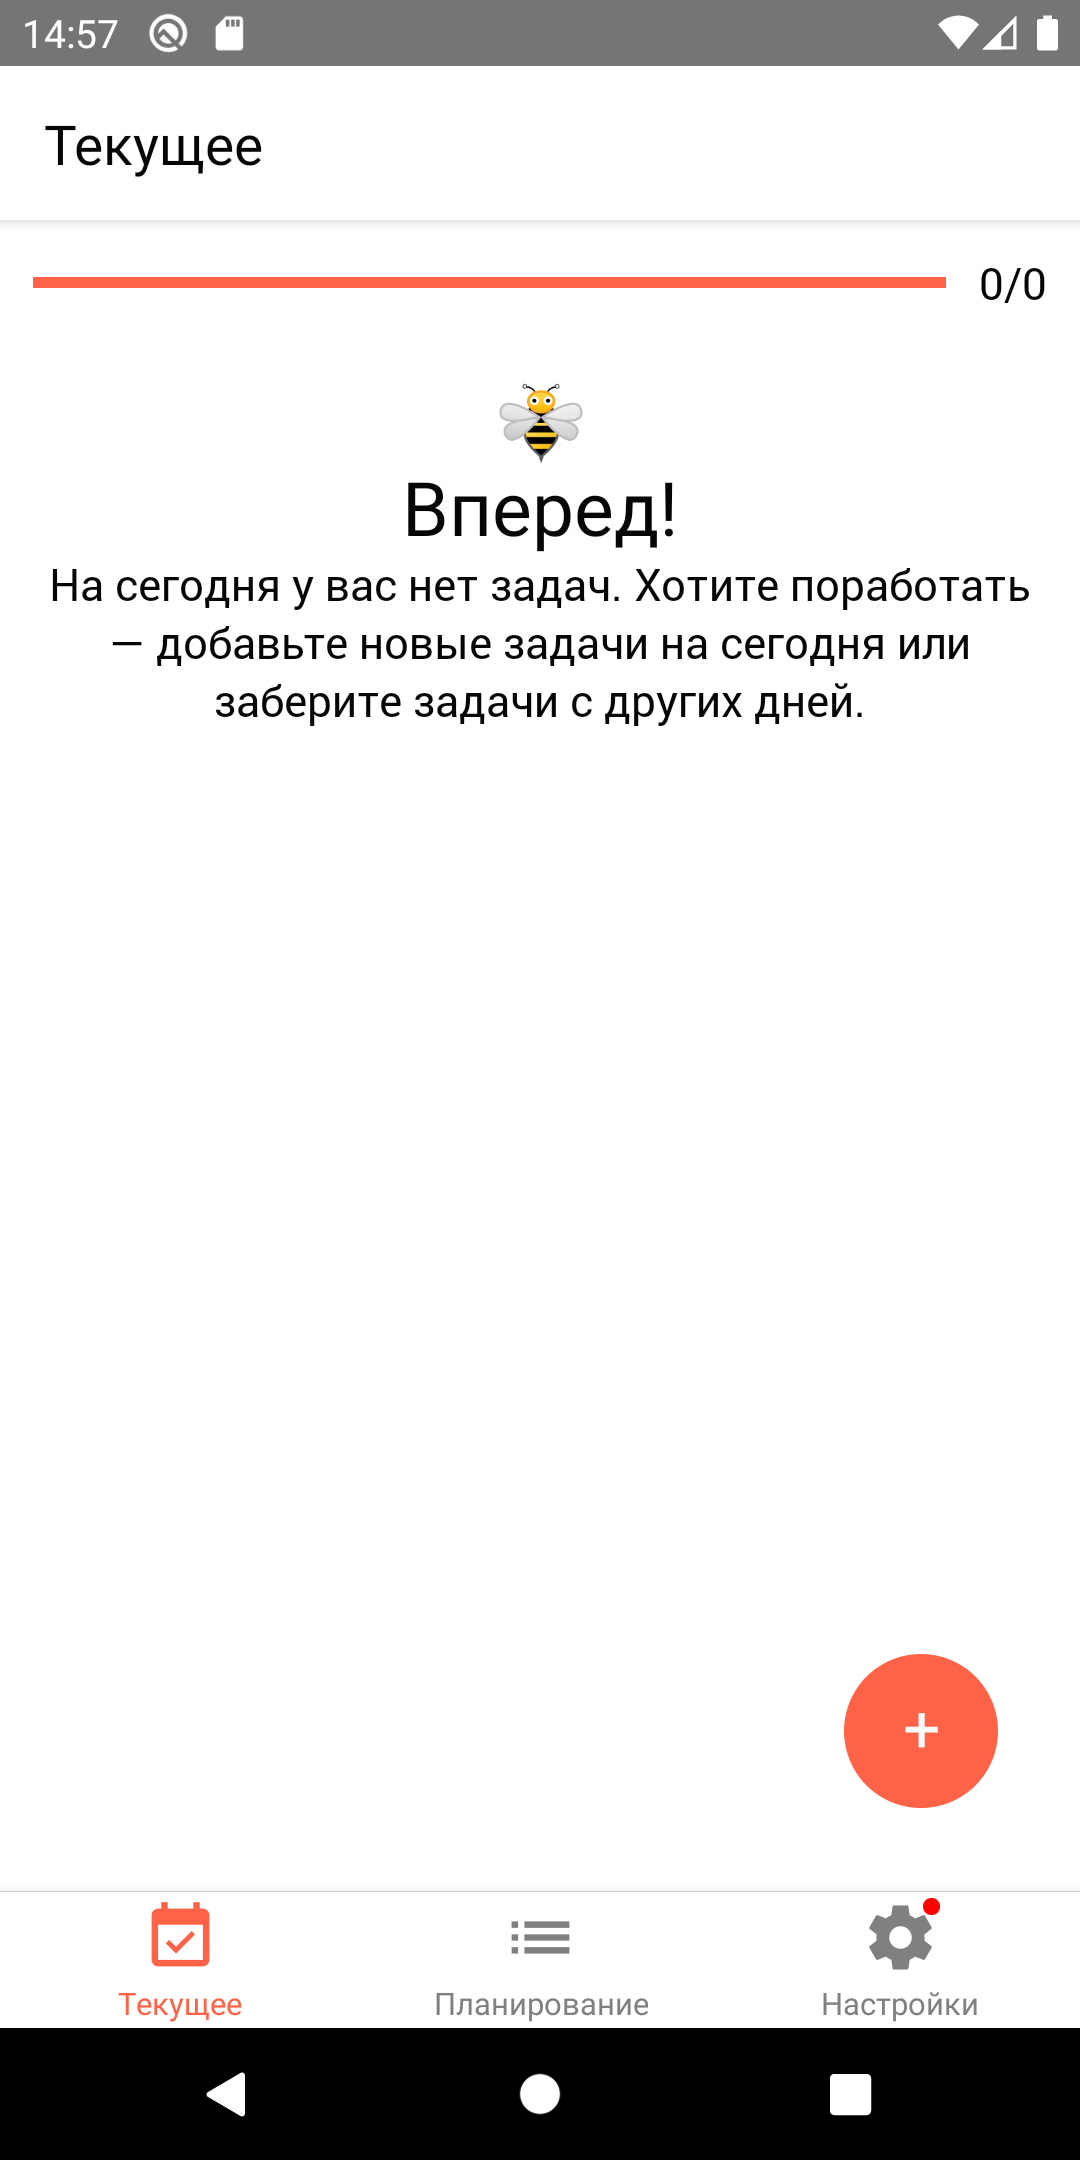 14:57
Текущее
0/0
Вперед!
На сегодня у вас нет задач. Хотите поработать
— добавьте новые задачи на сегодня или
заберите задачи с других дней.
+
Текущее
Планирование
Настройки